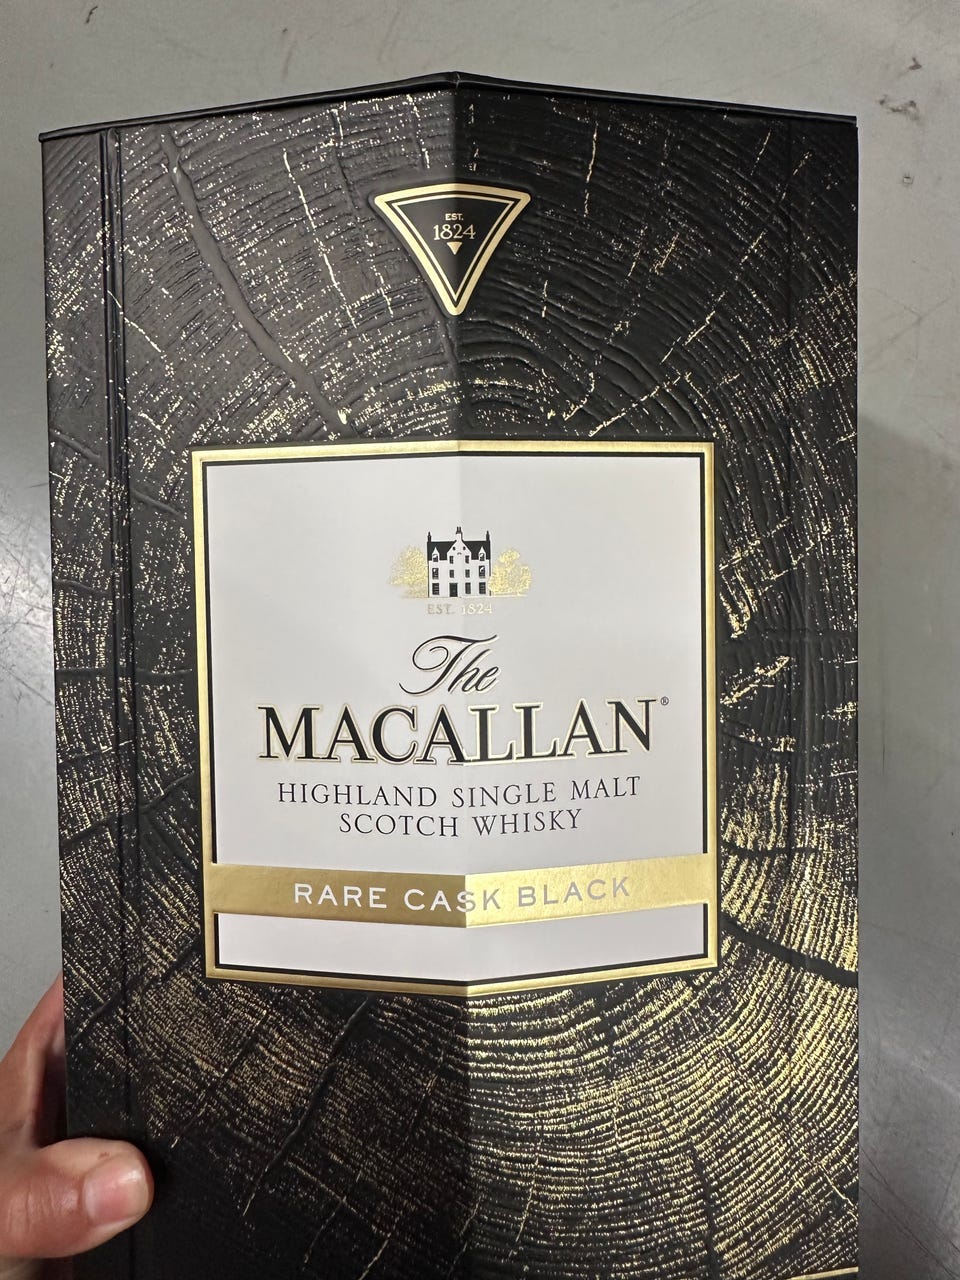 EST.
1824
EST. 1824
The
MACALLAN®
HIGHLAND SINGLE MALT
SCOTCH WHISKY
RARE CASK BLACK